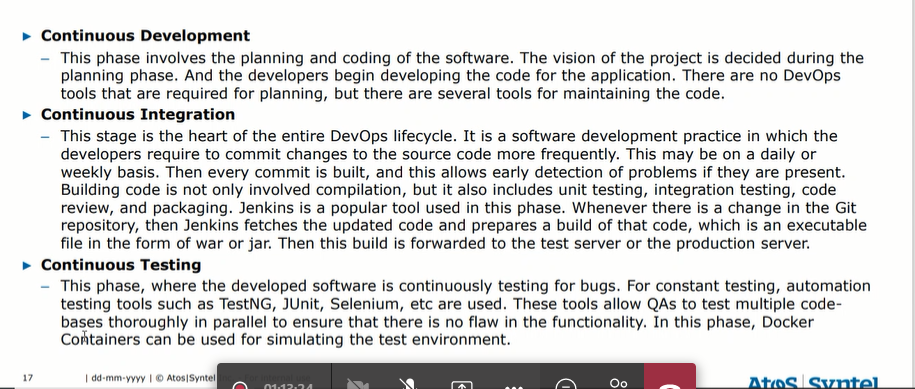 Continuous Development
– This phase involves the planning and coding of the software. The vision of the project is decided during the
planning phase. And the developers begin developing the code for the application. There are no DevOps
tools that are required for planning, but there are several tools for maintaining the code.
Continuous Integration
– This stage is the heart of the entire DevOps lifecycle. It is a software development practice in which the
developers require to commit changes to the source code more frequently. This may be on a daily or
weekly basis. Then every commit is built, and this allows early detection of problems if they are present.
Building code is not only involved compilation, but it also includes unit testing, integration testing, code
review, and packaging. Jenkins is a popular tool used in this phase. Whenever there is a change in the Git
repository, then Jenkins fetches the updated code and prepares a build of that code, which is an executable
file in the form of war or jar. Then this build is forwarded to the test server or the production server.
Continuous Testing
– This phase, where the developed software is continuously testing for bugs. For constant testing, automation
testing tools such as TestNG, JUnit, Selenium, etc are used. These tools allow QAs to test multiple code-
bases thoroughly in parallel to ensure that there is no flaw in the functionality. In this phase, Docker
Containers can be used for simulating the test environment.
17 | dd-mm-yyyy | © Atos|Syntel
01:13:24
Atos|Syntel